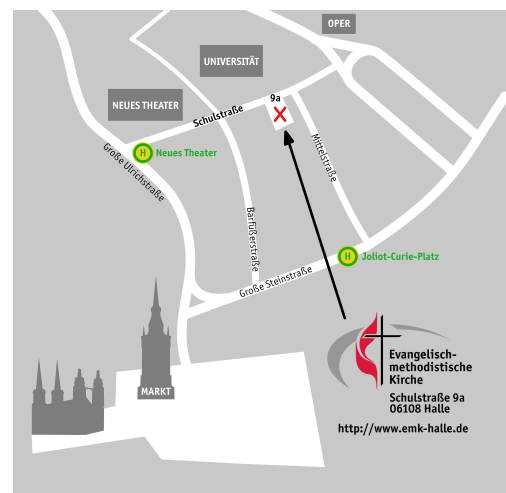 OPER
UNIVERSITÄT
NEUES THEATER
9a
Schulstraße
H Neues Theater
Große Ulrichstraße
Mittelstraße
Barfüßerstraße
H Joliot-Curie-Platz
Große Steinstraße
MARKT
Evangelisch-
methodistische
Kirche
Schulstraße 9a
06108 Halle
http://www.emk-halle.de